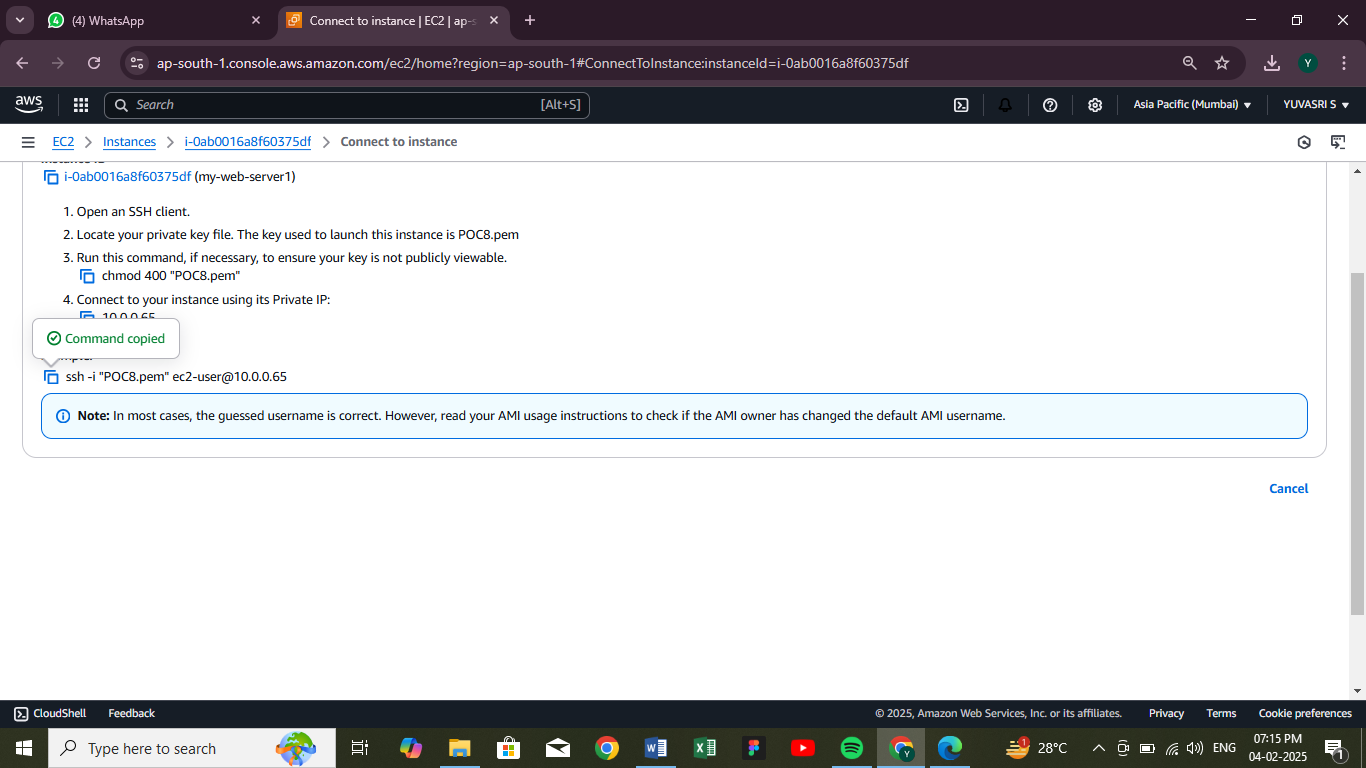 (4) WhatsApp
Connect to instance | EC2 | ap-s
ap-south-1.console.aws.amazon.com/ec2/home?region=ap-south-1#ConnectToInstance:instanceId=i-0ab0016a8f60375df
Y
aws
Search
[Alt+S]
Asia Pacific (Mumbai)
YUVASRI S
EC2
Instances
i-0ab0016a8f60375df
Connect to instance
i-0ab0016a8f60375df (my-web-server1)
1. Open an SSH client.
2. Locate your private key file. The key used to launch this instance is POC8.pem
3. Run this command, if necessary, to ensure your key is not publicly viewable.
chmod 400 "POC8.pem"
4. Connect to your instance using its Private IP:
10.0.0.65
Command copied
ssh -i "POC8.pem" ec2-user@10.0.0.65
Note: In most cases, the guessed username is correct. However, read your AMI usage instructions to check if the AMI owner has changed the default AMI username.
Cancel
CloudShell
Feedback
© 2025, Amazon Web Services, Inc. or its affiliates.
Privacy
Terms
Cookie preferences
Type here to search
28°C
ENG
07:15 PM
04-02-2025